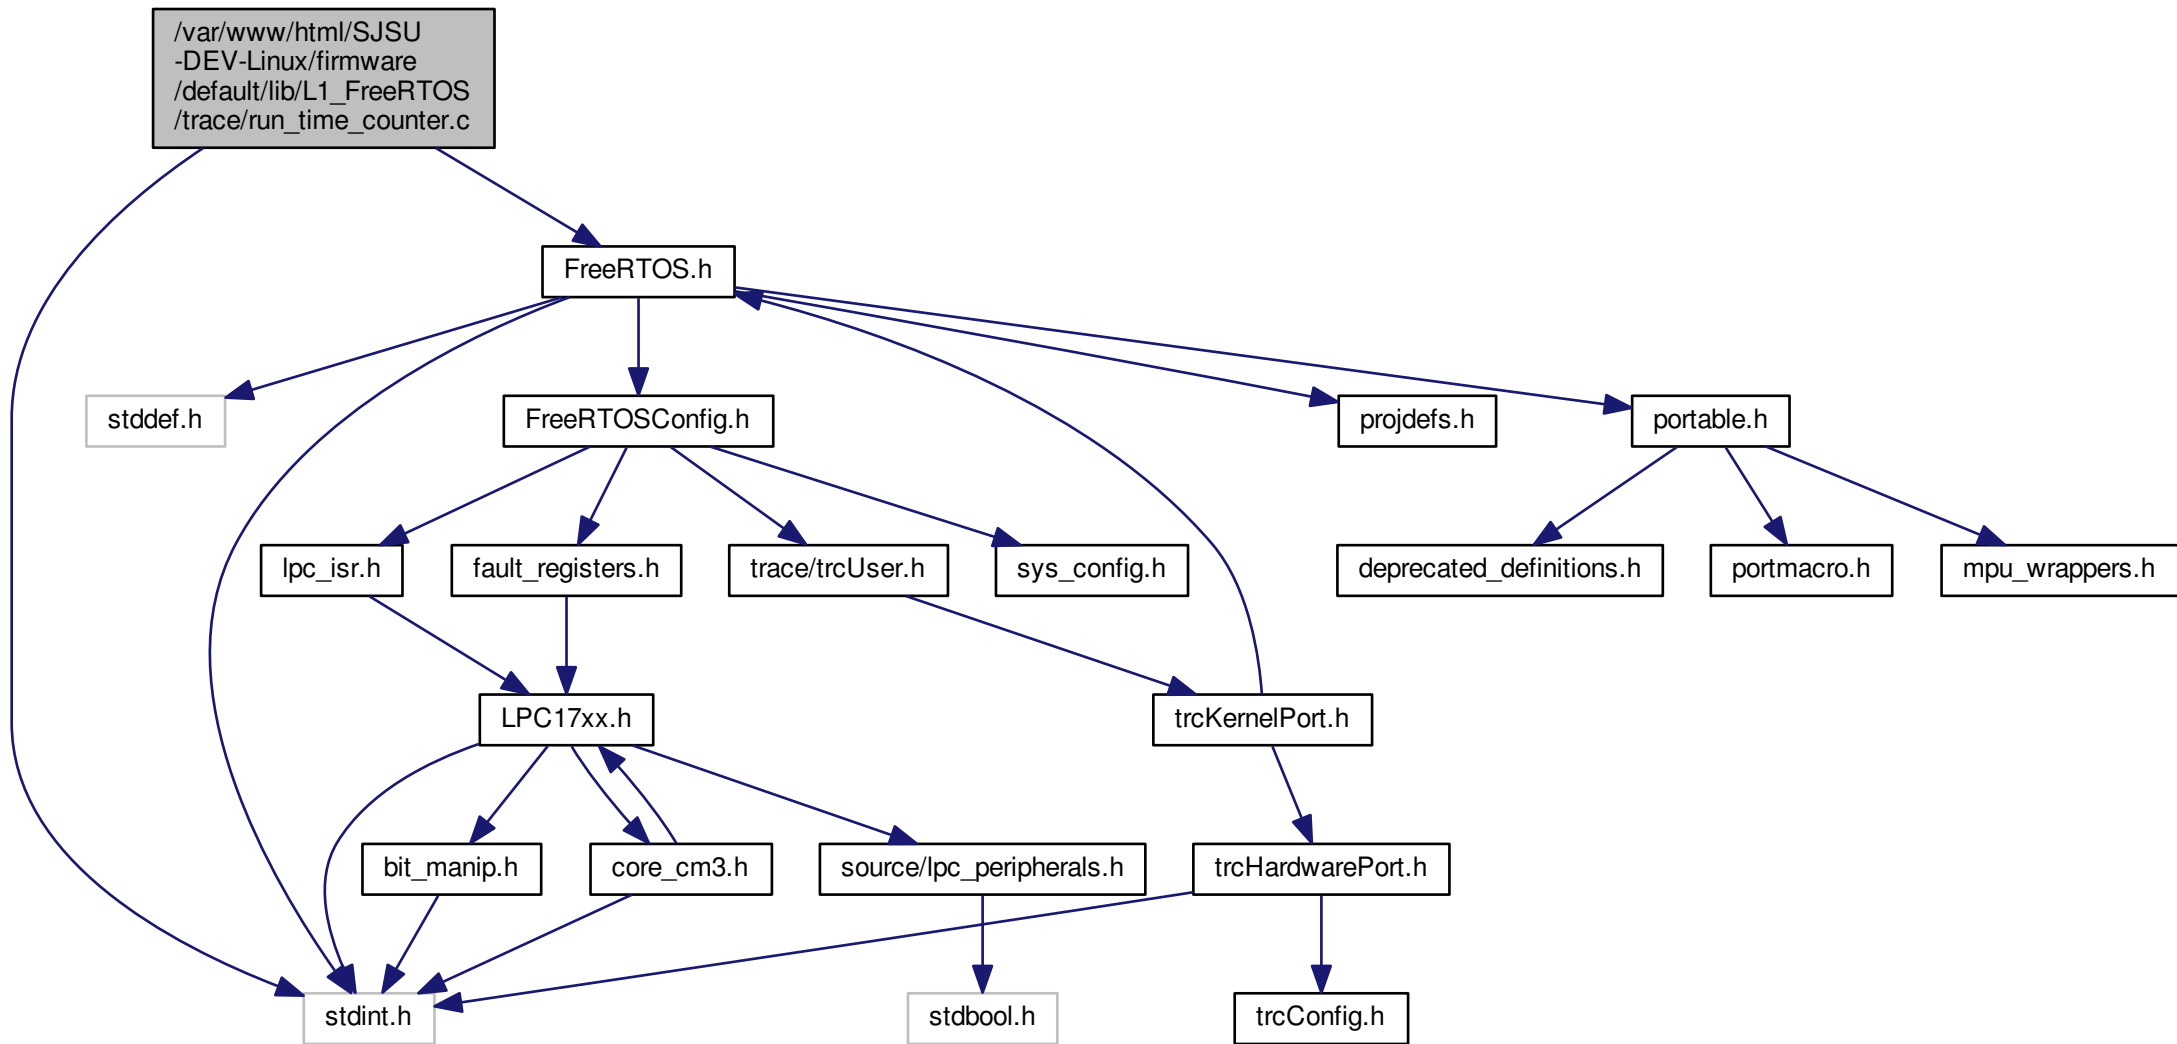 /var/www/html/SJSU
-DEV-Linux/firmware
/default/lib/L1_FreeRTOS
/trace/run_time_counter.c
FreeRTOS.h
stddef.h
FreeRTOSConfig.h
projdefs.h
portable.h
lpc_isr.h
fault_registers.h
trace/trcUser.h
sys_config.h
deprecated_definitions.h
portmacro.h
mpu_wrappers.h
LPC17xx.h
trcKernelPort.h
bit_manip.h
core_cm3.h
source/lpc_peripherals.h
trcHardwarePort.h
stdint.h
stdbool.h
trcConfig.h